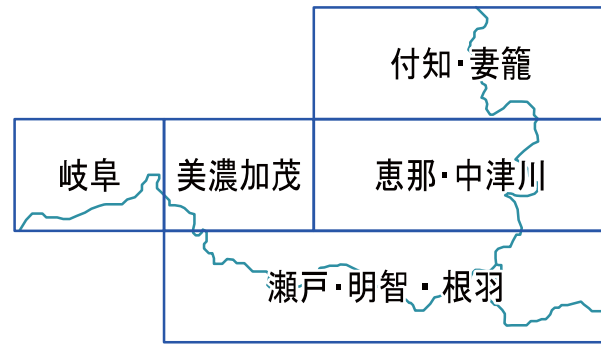 付知･妻籠
岐阜
美濃加茂
恵那･中津川
瀬戸･明智･根羽